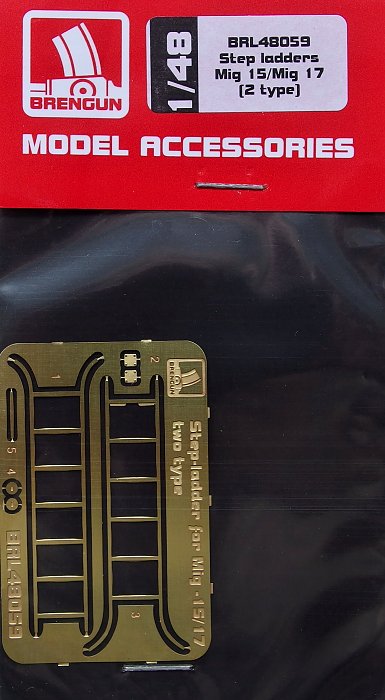 BRENGUN
1/48
BRL48059
Step ladders
Mig 15/Mig 17
(2 type)
MODEL ACCESSORIES
1
2
BRENGUN
Step-ladder for Mig -15/17
two type
5
4
3
BRL48059